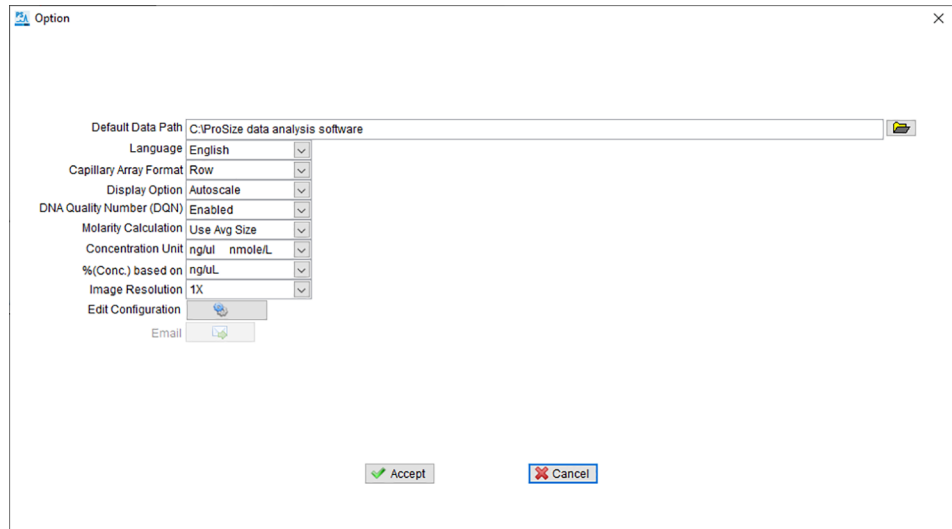 Option
Default Data Path C:\ProSize data analysis software
Language English
Capillary Array Format Row
Display Option Autoscale
DNA Quality Number (DQN) Enabled
Molarity Calculation Use Avg Size
Concentration Unit ng/ul nmole/L
%(Conc.) based on ng/uL
Image Resolution 1X
Edit Configuration
Email
Accept Cancel